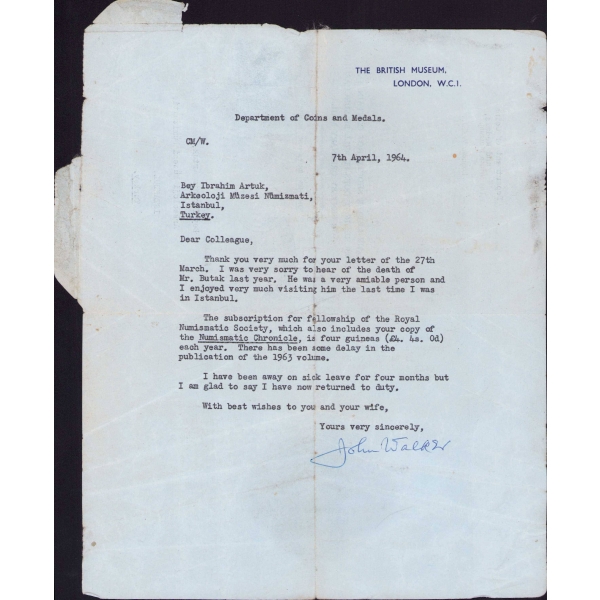 THE BRITISH MUSEUM,
LONDON, W.C.1.
Department of Coins and Medals.
CM/W.
7th April, 1964.
Bey Ibrahim Artuk,
Arkeoloji Müzesi Nümizmati,
Istanbul,
Turkey.
Dear Colleague,
Thank you very much for your letter of the 27th
March. I was very sorry to hear of the death of
Mr. Butak last year. He was a very amiable person and
I enjoyed very much visiting him the last time I was
in Istanbul.
The subscription for fellowship of the Royal
Numismatic Society, which also includes your copy of
the Numismatic Chronicle, is four guineas (£4. 4s. 0d)
each year. There has been some delay in the
publication of the 1963 volume.
I have been away on sick leave for four months but
I am glad to say I have now returned to duty.
With best wishes to you and your wife,
Yours very sincerely,
John Walker